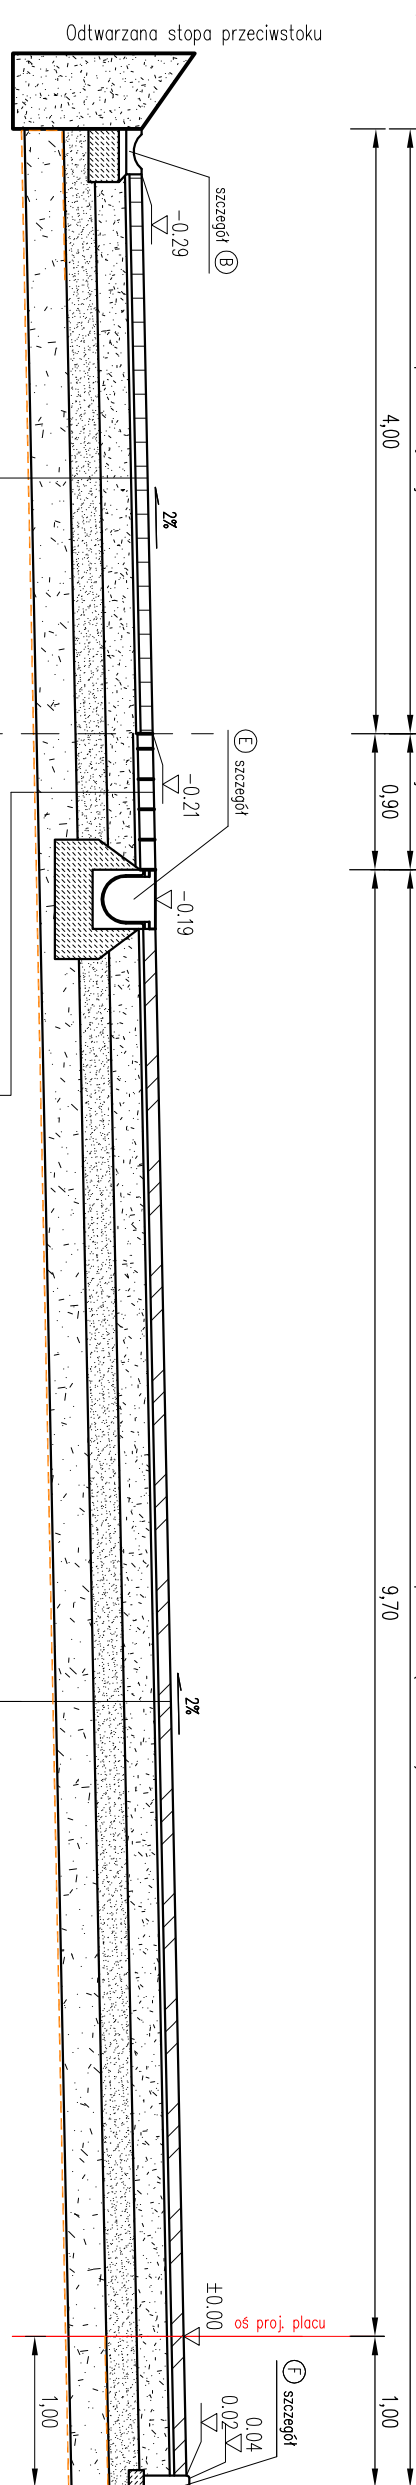 Odtwarzana stopa przeciwstoku
szczegół B
-0.29
4,00
2%
E szczegół
-0.21
0,90
-0.19
9,70
2%
±0.00
oś proj. placu
F szczegół
0.04
0.02
1,00
1,00